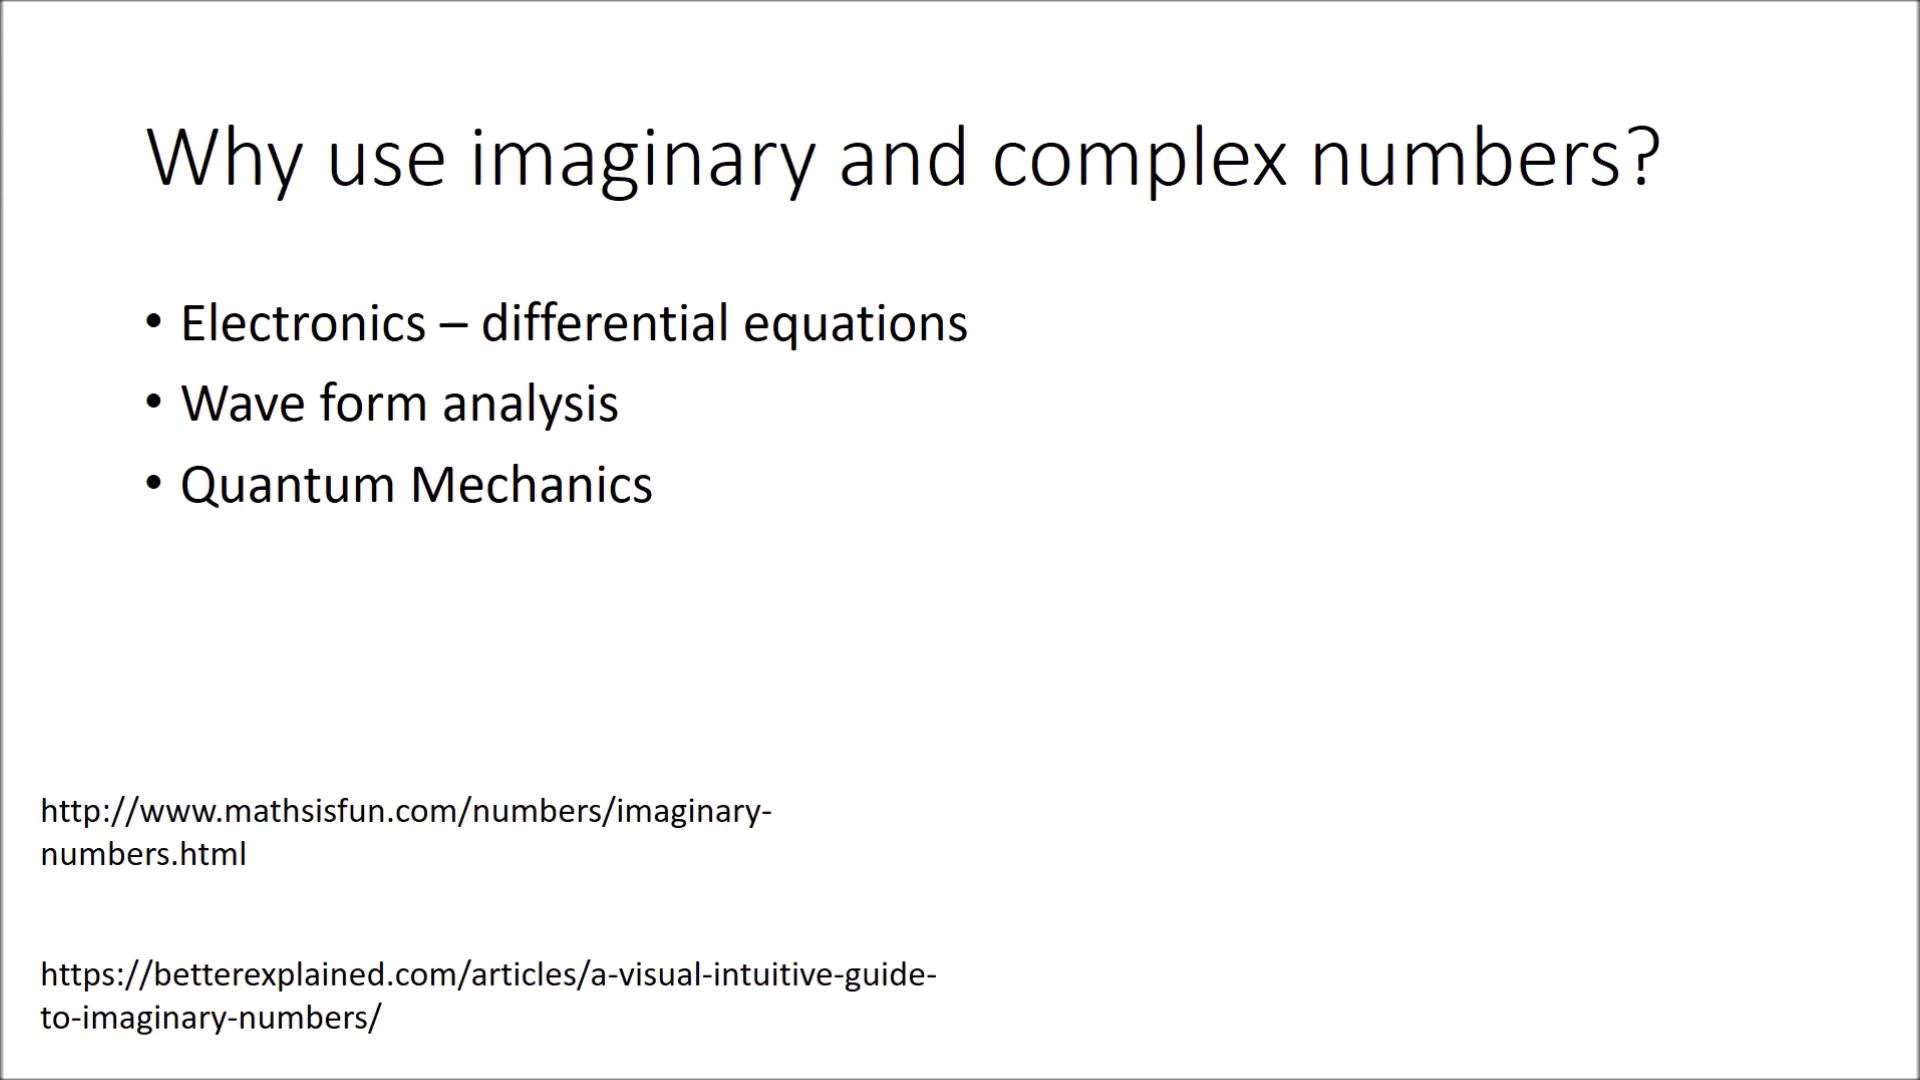 Why use imaginary and complex numbers?
• Electronics – differential equations
• Wave form analysis
• Quantum Mechanics
http://www.mathsisfun.com/numbers/imaginary-
numbers.html
https://betterexplained.com/articles/a-visual-intuitive-guide-
to-imaginary-numbers/